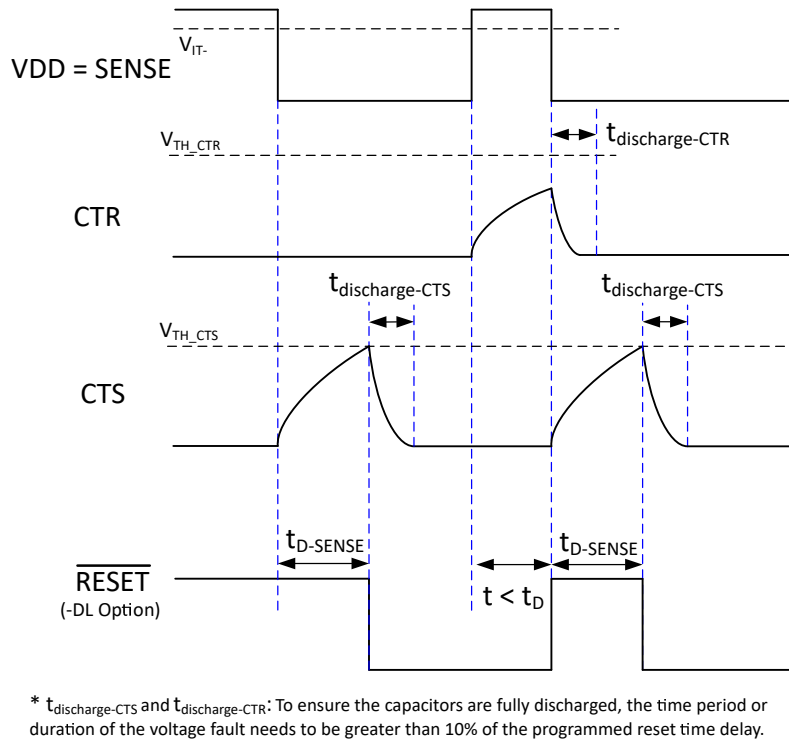 V_IT-
VDD = SENSE
V_TH_CTR
t_discharge-CTR
CTR
t_discharge-CTS
t_discharge-CTS
V_TH_CTS
CTS
t_D-SENSE
t_D-SENSE
RESET
(-DL Option)
t < t_D
* t_discharge-CTS and t_discharge-CTR: To ensure the capacitors are fully discharged, the time period or
duration of the voltage fault needs to be greater than 10% of the programmed reset time delay.